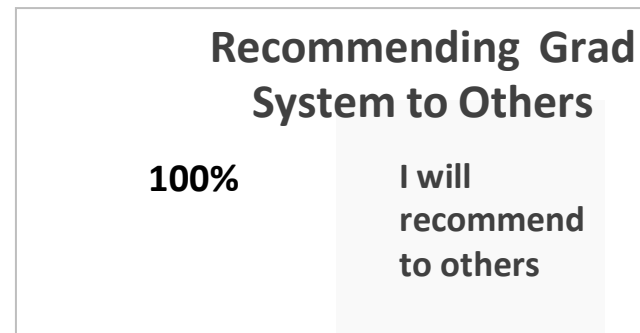 Recommending Grad
System to Others
100%
I will
recommend
to others